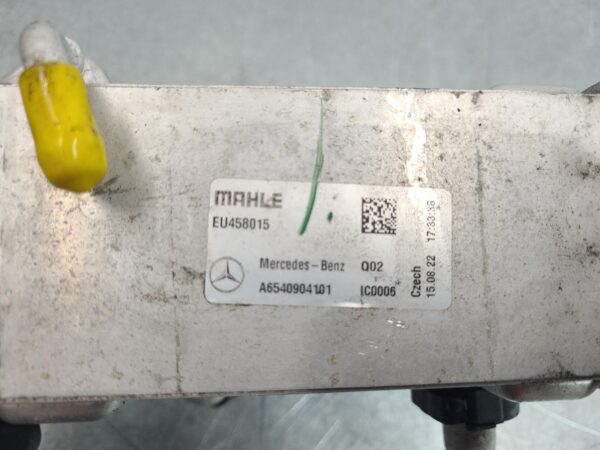 MAHLE
EU458015
Mercedes-Benz Q02
A6540904101 IC0006
Czech
15.08.22 17:33:38